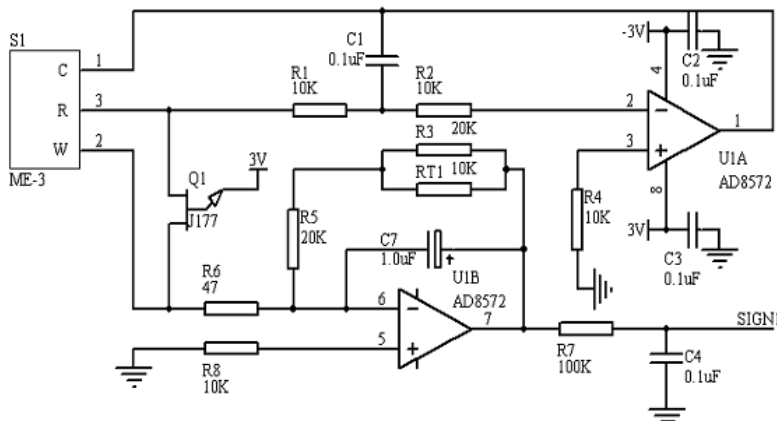 S1
C
R
W
1
3
2
ME-3
C1
0.1uF
R1
10K
R2
10K
-3V
C2
0.1uF
4
2
3
1
8
U1A
AD8572
3V
C3
0.1uF
R4
10K
Q1
J177
3V
R3
20K
RT1
10K
R5
20K
C7
1.0uF
U1B
AD8572
R6
47
6
5
7
R8
10K
R7
100K
C4
0.1uF